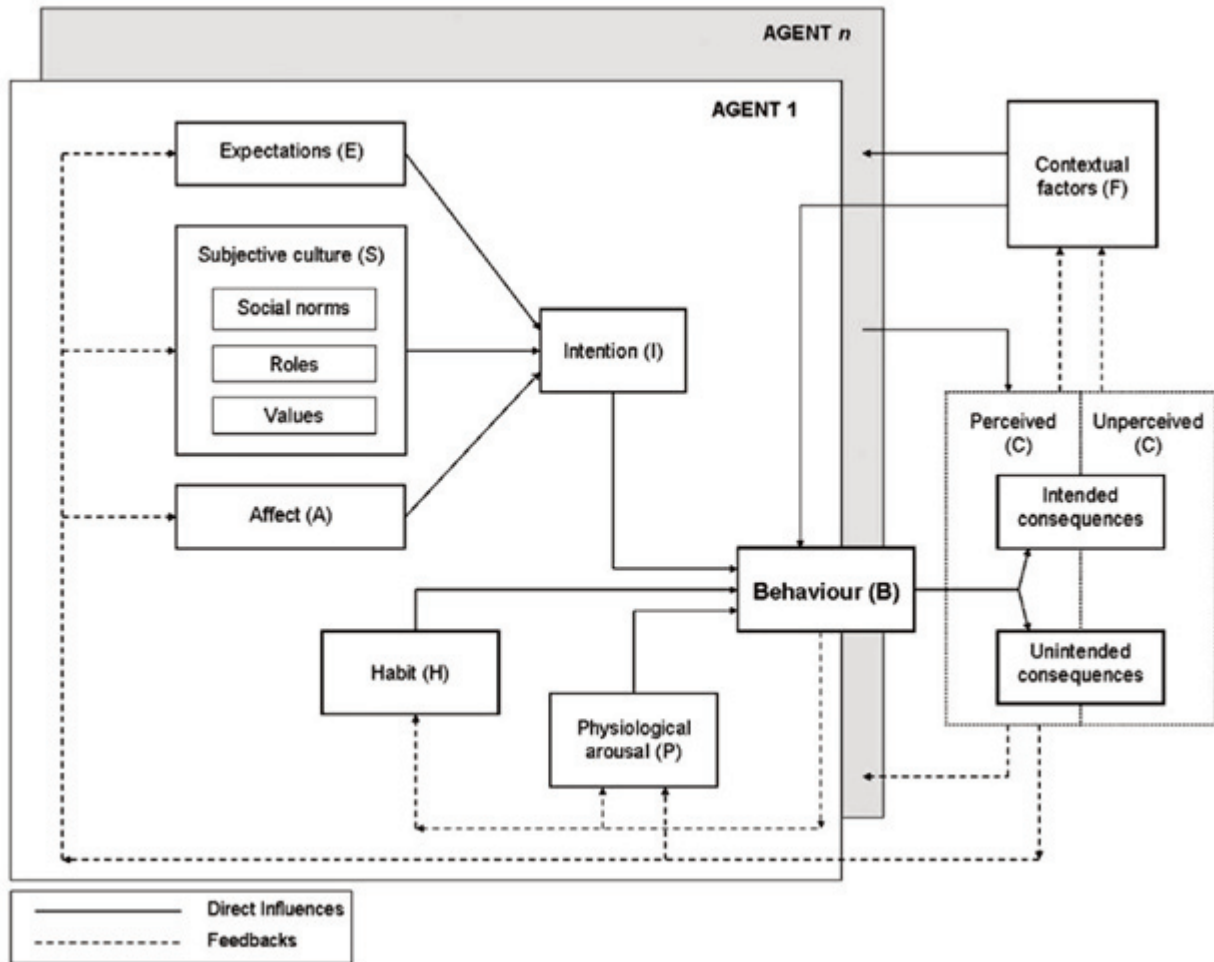 AGENT n
AGENT 1
Expectations (E)
Contextual
factors (F)
Subjective culture (S)
Social norms
Roles
Values
Intention (I)
Perceived
(C)
Unperceived
(C)
Affect (A)
Intended
consequences
Behaviour (B)
Habit (H)
Unintended
consequences
Physiological
arousal (P)
Direct Influences
Feedbacks